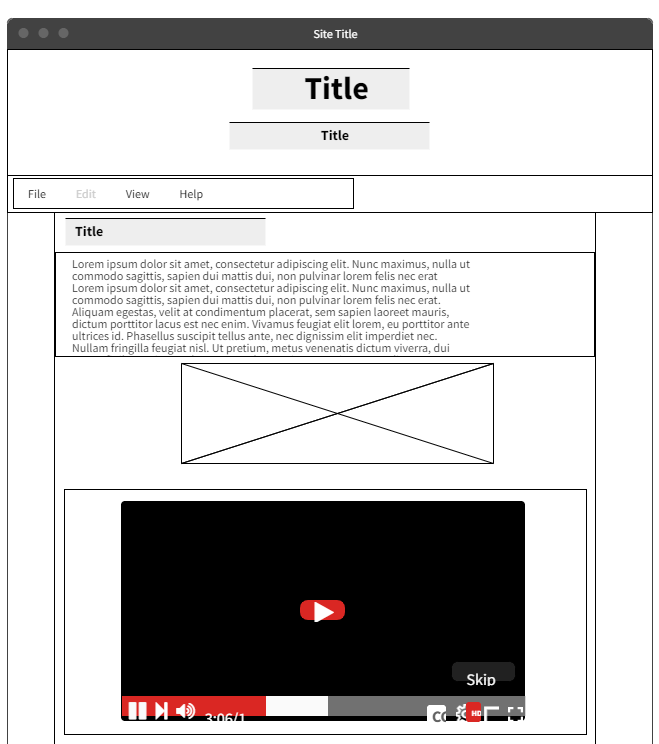 Site Title
Title
Title
File Edit View Help
Title
Lorem ipsum dolor sit amet, consectetur adipiscing elit. Nunc maximus, nulla ut
commodo sagittis, sapien dui mattis dui, non pulvinar lorem felis nec erat
Lorem ipsum dolor sit amet, consectetur adipiscing elit. Nunc maximus, nulla ut
commodo sagittis, sapien dui mattis dui, non pulvinar lorem felis nec erat.
Aliquam egestas, velit at condimentum placerat, sem sapien laoreet mauris,
dictum porttitor lacus est nec enim. Vivamus feugiat elit lorem, eu porttitor ante
ultrices id. Phasellus suscipit tellus ante, nec dignissim elit imperdiet nec.
Nullam fringilla feugiat nisl. Ut pretium, metus venenatis dictum viverra, dui
Skip
3:06/1 CC HD